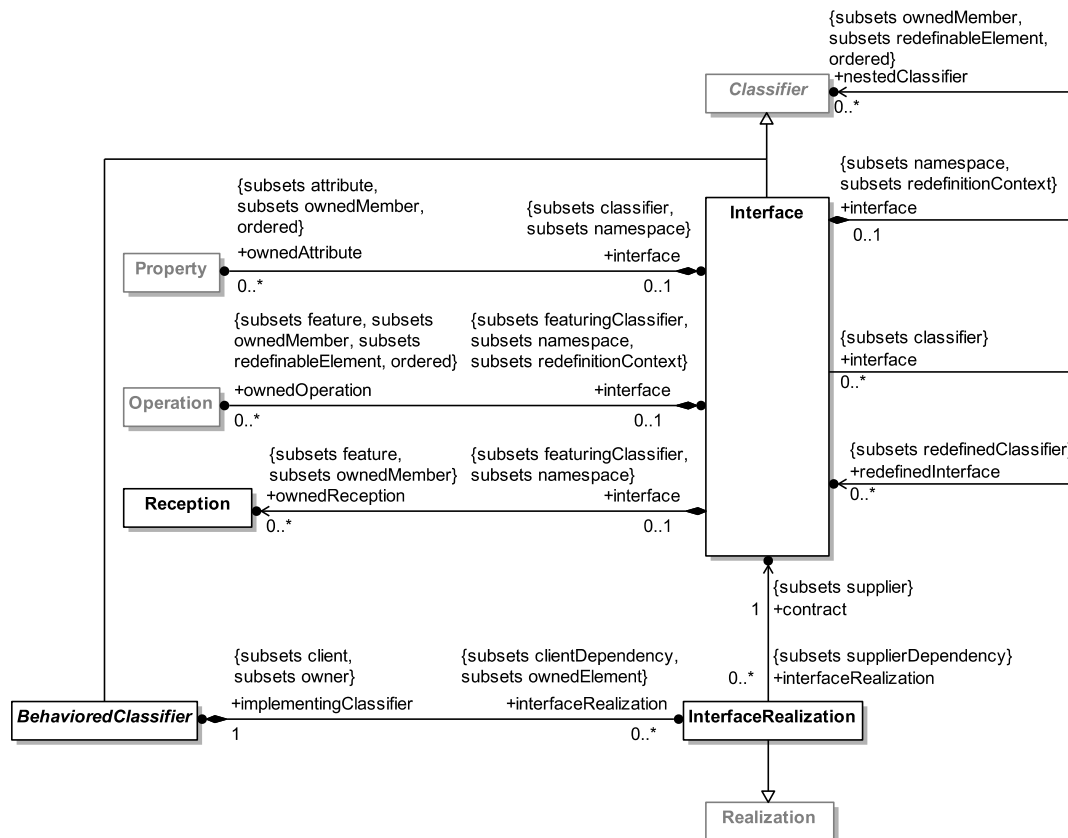 {subsets ownedMember,
subsets redefinableElement,
ordered}
+nestedClassifier
0..*
Classifier
{subsets namespace,
subsets redefinitionContext}
+interface
0..1
Interface
{subsets attribute,
subsets ownedMember,
ordered}
+ownedAttribute
0..*
{subsets classifier,
subsets namespace}
+interface
0..1
Property
{subsets feature, subsets
ownedMember, subsets
redefinableElement, ordered}
+ownedOperation
0..*
{subsets featuringClassifier,
subsets namespace,
subsets redefinitionContext}
+interface
0..1
Operation
{subsets classifier}
+interface
0..*
{subsets feature,
subsets ownedMember}
+ownedReception
0..*
{subsets featuringClassifier,
subsets namespace}
+interface
0..1
Reception
{subsets redefinedClassifier}
+redefinedInterface
0..*
{subsets supplier}
1
+contract
{subsets supplierDependency}
0..*
+interfaceRealization
{subsets client,
subsets owner}
+implementingClassifier
1
{subsets clientDependency,
subsets ownedElement}
+interfaceRealization
0..*
BehavioredClassifier
InterfaceRealization
Realization